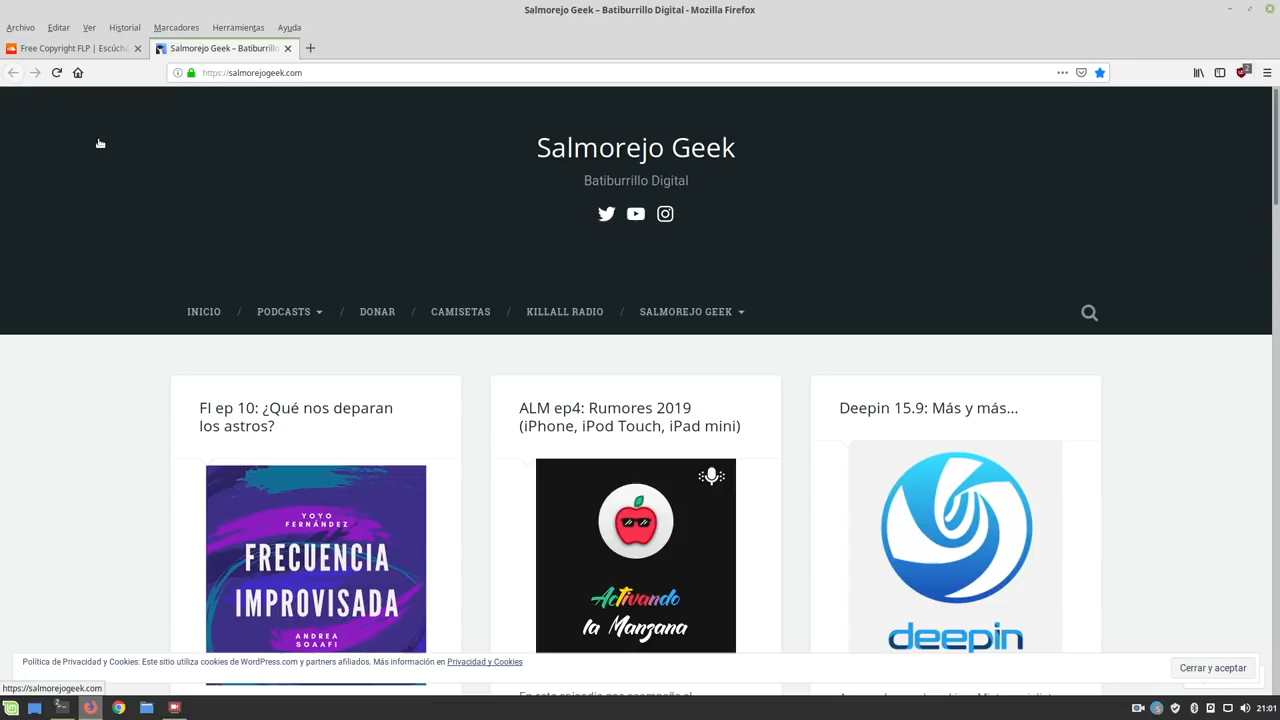 Salmorejo Geek – Batiburrillo Digital - Mozilla Firefox
Archivo Editar Ver Historial Marcadores Herramientas Ayuda
Free Copyright FLP | Escúcha
Salmorejo Geek – Batiburrillo
https://salmorejogeek.com
2
Salmorejo Geek
Batiburrillo Digital
INICIO / PODCASTS / DONAR / CAMISETAS / KILLALL RADIO / SALMOREJO GEEK
FI ep 10: ¿Qué nos deparan
los astros?
YOYO
FERNÁNDEZ
FRECUENCIA
IMPROVISADA
ANDREA
SOAAFI
ALM ep4: Rumores 2019
(iPhone, iPod Touch, iPad mini)
Activando
la Manzana
Deepin 15.9: Más y más...
deepin
Política de Privacidad y Cookies: Este sitio utiliza cookies de WordPress.com y partners afiliados. Más información en Privacidad y Cookies
Cerrar y aceptar
https://salmorejogeek.com
21:01